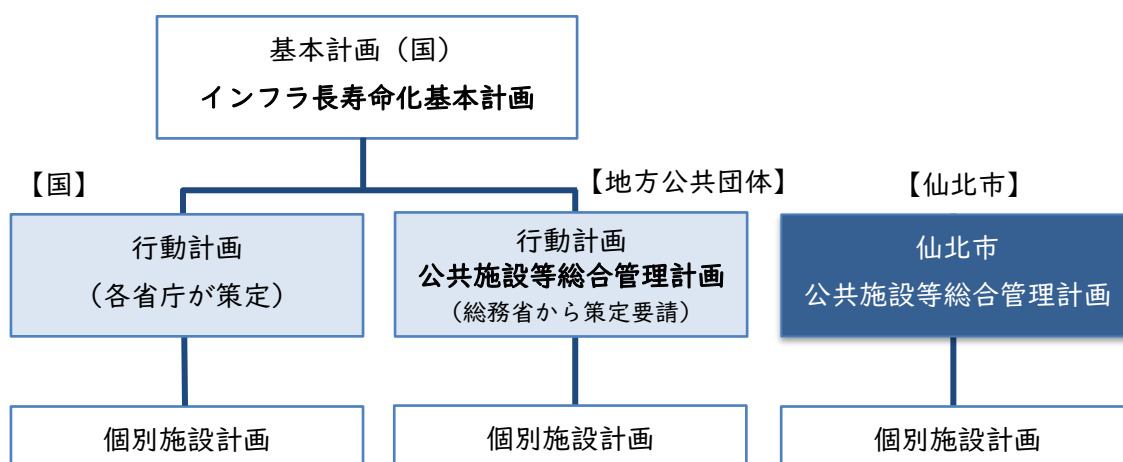 基本計画（国）
インフラ長寿命化基本計画
【国】
【地方公共団体】
【仙北市】
行動計画
（各省庁が策定）
行動計画
公共施設等総合管理計画
（総務省から策定要請）
仙北市
公共施設等総合管理計画
個別施設計画
個別施設計画
個別施設計画